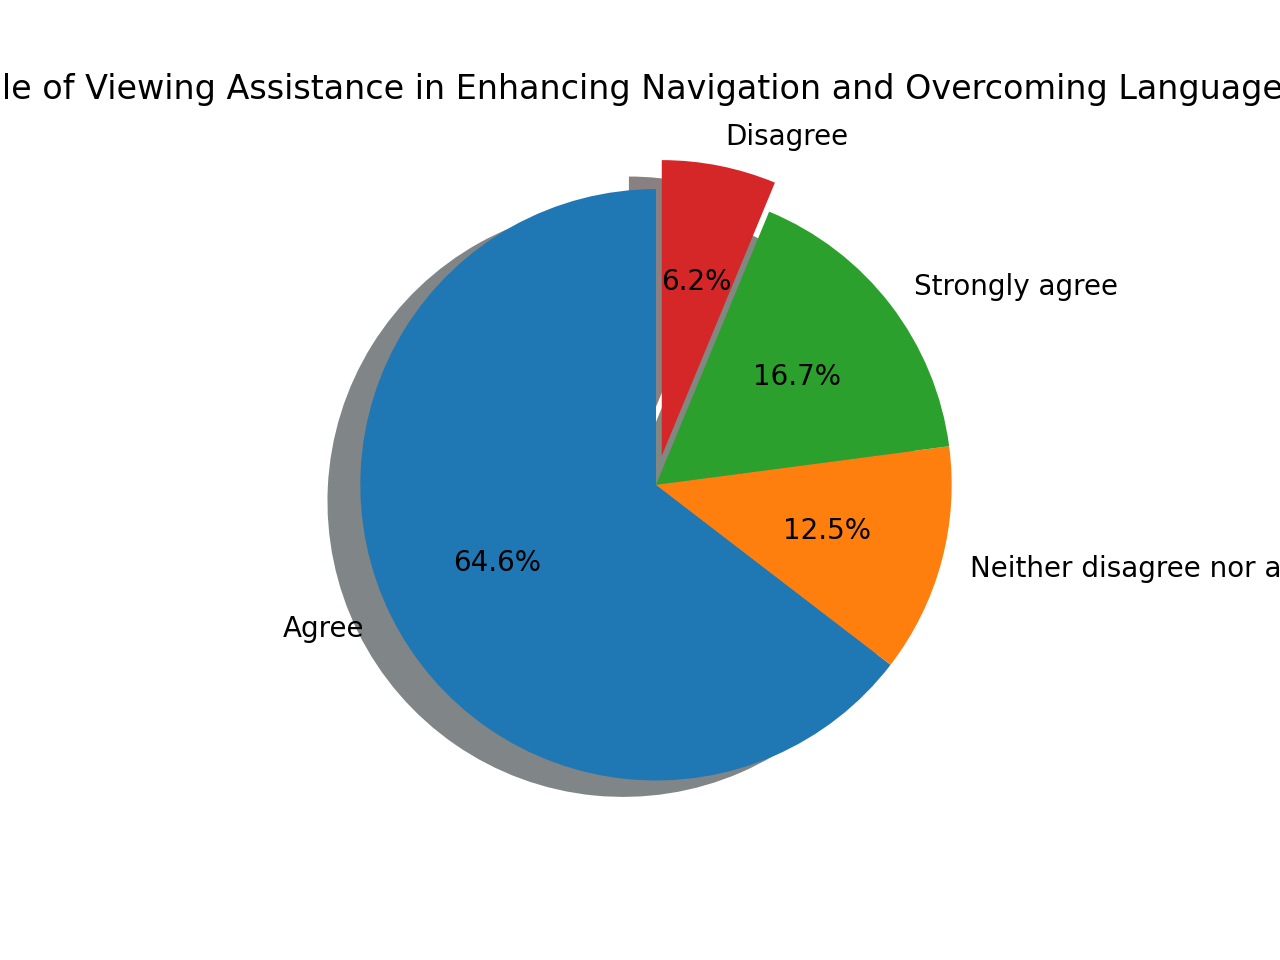 le of Viewing Assistance in Enhancing Navigation and Overcoming Language
Disagree
6.2%
Strongly agree
16.7%
12.5%
64.6%
Neither disagree nor a
Agree